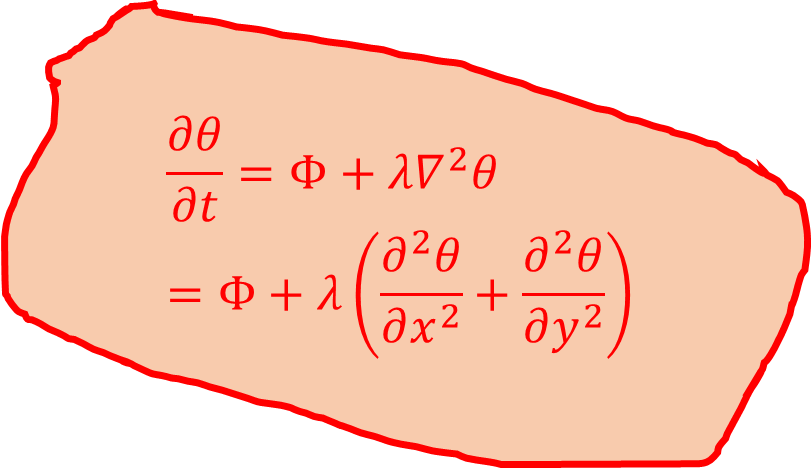 ∂θ/∂t = Φ + λ∇²θ
= Φ + λ(∂²θ/∂x² + ∂²θ/∂y²)